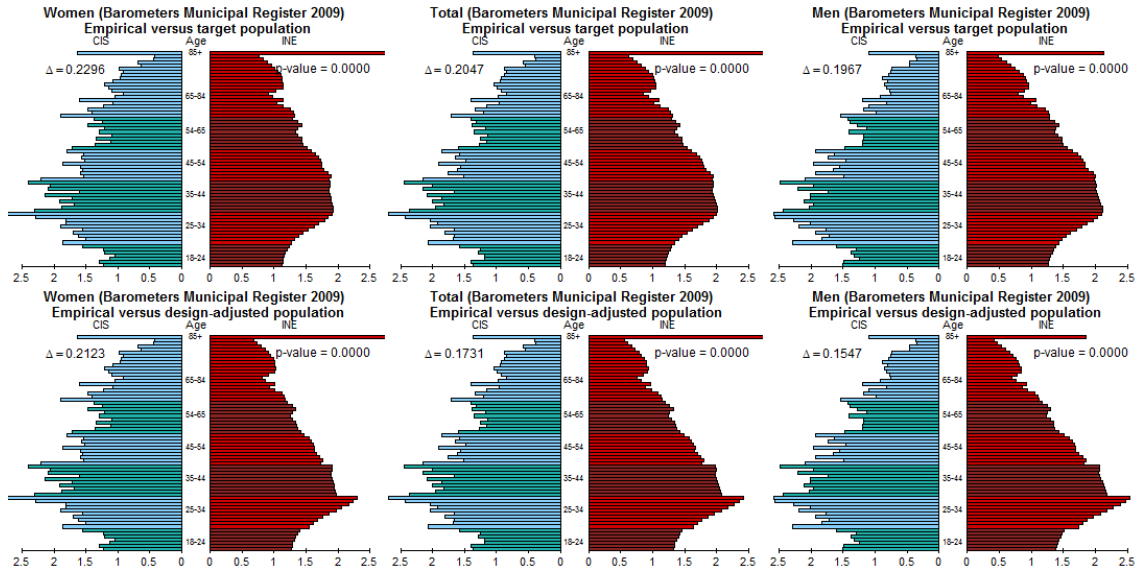 Women (Barometers Municipal Register 2009)
Empirical versus target population
CIS Age INE
Δ = 0.2296
p-value = 0.0000
85+
65-84
54-65
45-54
35-44
25-34
18-24
2.5 2 1.5 1 0.5 0 0 0.5 1 1.5 2 2.5
Total (Barometers Municipal Register 2009)
Empirical versus target population
CIS Age INE
Δ = 0.2047
p-value = 0.0000
85+
65-84
54-65
45-54
35-44
25-34
18-24
2.5 2 1.5 1 0.5 0 0 0.5 1 1.5 2 2.5
Men (Barometers Municipal Register 2009)
Empirical versus target population
CIS Age INE
Δ = 0.1967
p-value = 0.0000
85+
65-84
54-65
45-54
35-44
25-34
18-24
2.5 2 1.5 1 0.5 0 0 0.5 1 1.5 2 2.5
Women (Barometers Municipal Register 2009)
Empirical versus design-adjusted population
CIS Age INE
Δ = 0.2123
p-value = 0.0000
85+
65-84
54-65
45-54
35-44
25-34
18-24
2.5 2 1.5 1 0.5 0 0 0.5 1 1.5 2 2.5
Total (Barometers Municipal Register 2009)
Empirical versus design-adjusted population
CIS Age INE
Δ = 0.1731
p-value = 0.0000
85+
65-84
54-65
45-54
35-44
25-34
18-24
2.5 2 1.5 1 0.5 0 0 0.5 1 1.5 2 2.5
Men (Barometers Municipal Register 2009)
Empirical versus design-adjusted population
CIS Age INE
Δ = 0.1547
p-value = 0.0000
85+
65-84
54-65
45-54
35-44
25-34
18-24
2.5 2 1.5 1 0.5 0 0 0.5 1 1.5 2 2.5